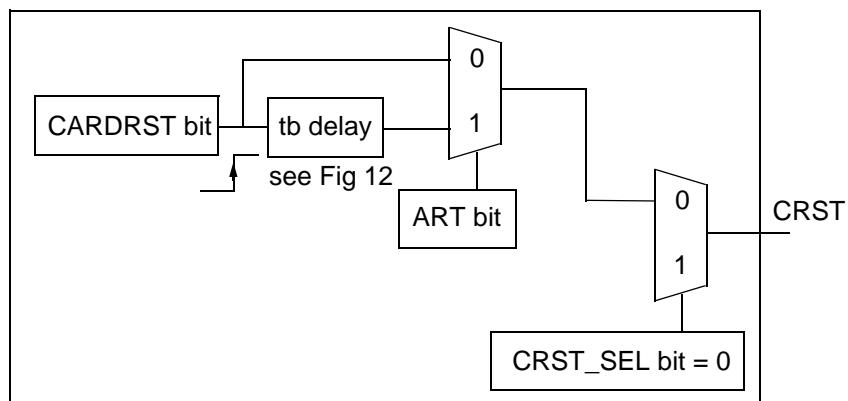 0
CARDRST bit
tb delay
1
see Fig 12
ART bit
0
CRST
1
CRST_SEL bit = 0